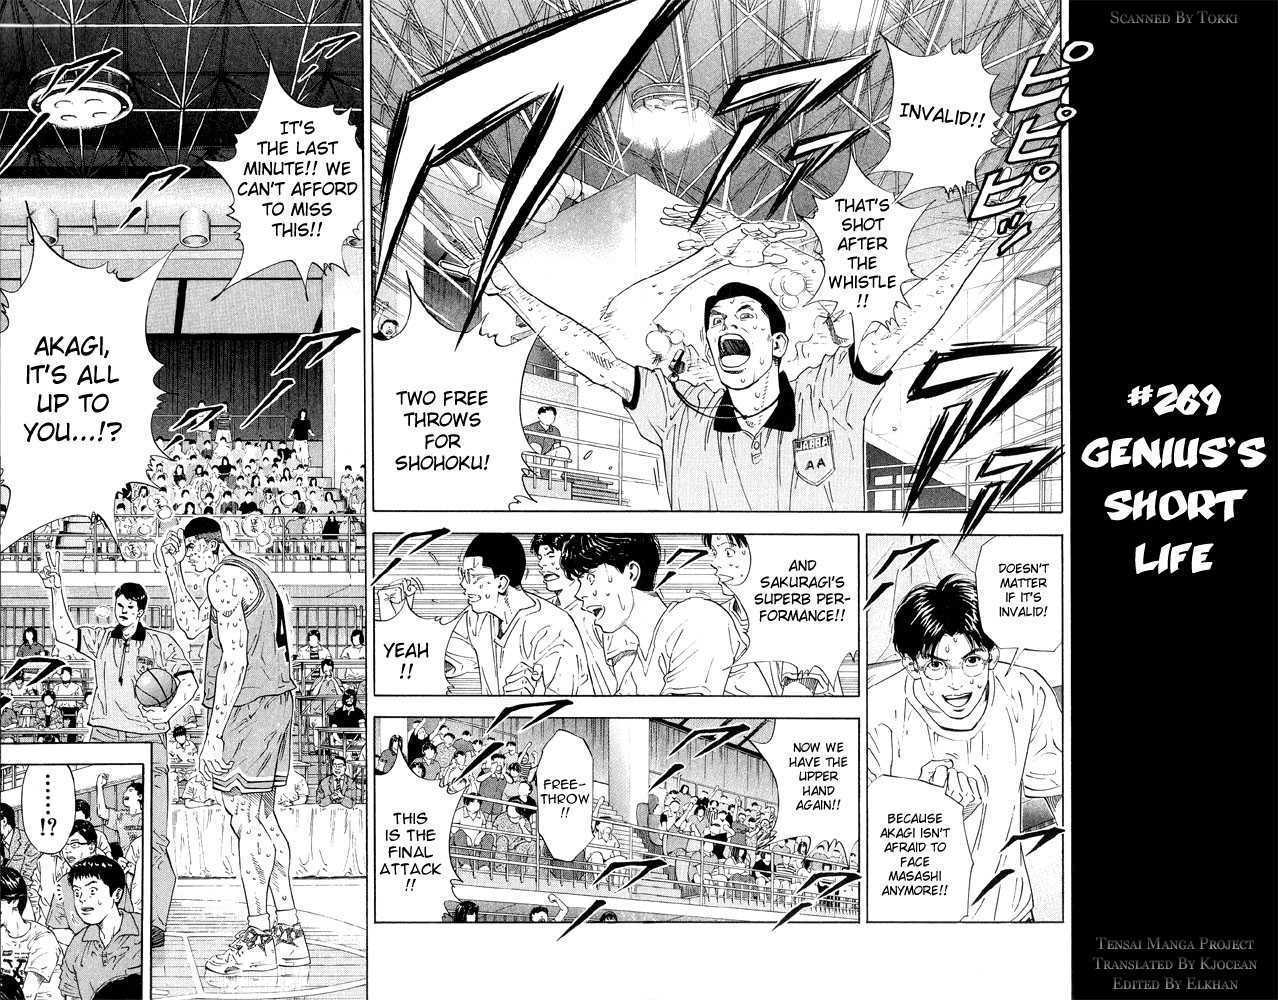 SCANNED BY TOKKI
#269
GENIUS'S
SHORT
LIFE
TENSAI MANGA PROJECT
TRANSLATED BY KJOCEAN
EDITED BY ELKHAN
ピピピッ
INVALID!!
THAT'S
SHOT
AFTER
THE
WHISTLE
!!
TWO FREE
THROWS
FOR
SHOHOKU!
JABBA
AA
DOESN'T
MATTER
IF IT'S
INVALID!
BECAUSE
AKAGI ISN'T
AFRAID TO
FACE
MASASHI
ANYMORE!!
AND
SAKURAGI'S
SUPERB PER-
FORMANCE!!
YEAH
!!
NOW WE
HAVE THE
UPPER
HAND
AGAIN!!
FREE-
THROW
!!
THIS
IS THE
FINAL
ATTACK
!!
IT'S
THE LAST
MINUTE!! WE
CAN'T AFFORD
TO MISS
THIS!!
AKAGI,
IT'S ALL
UP TO
YOU...!?
4
......!?